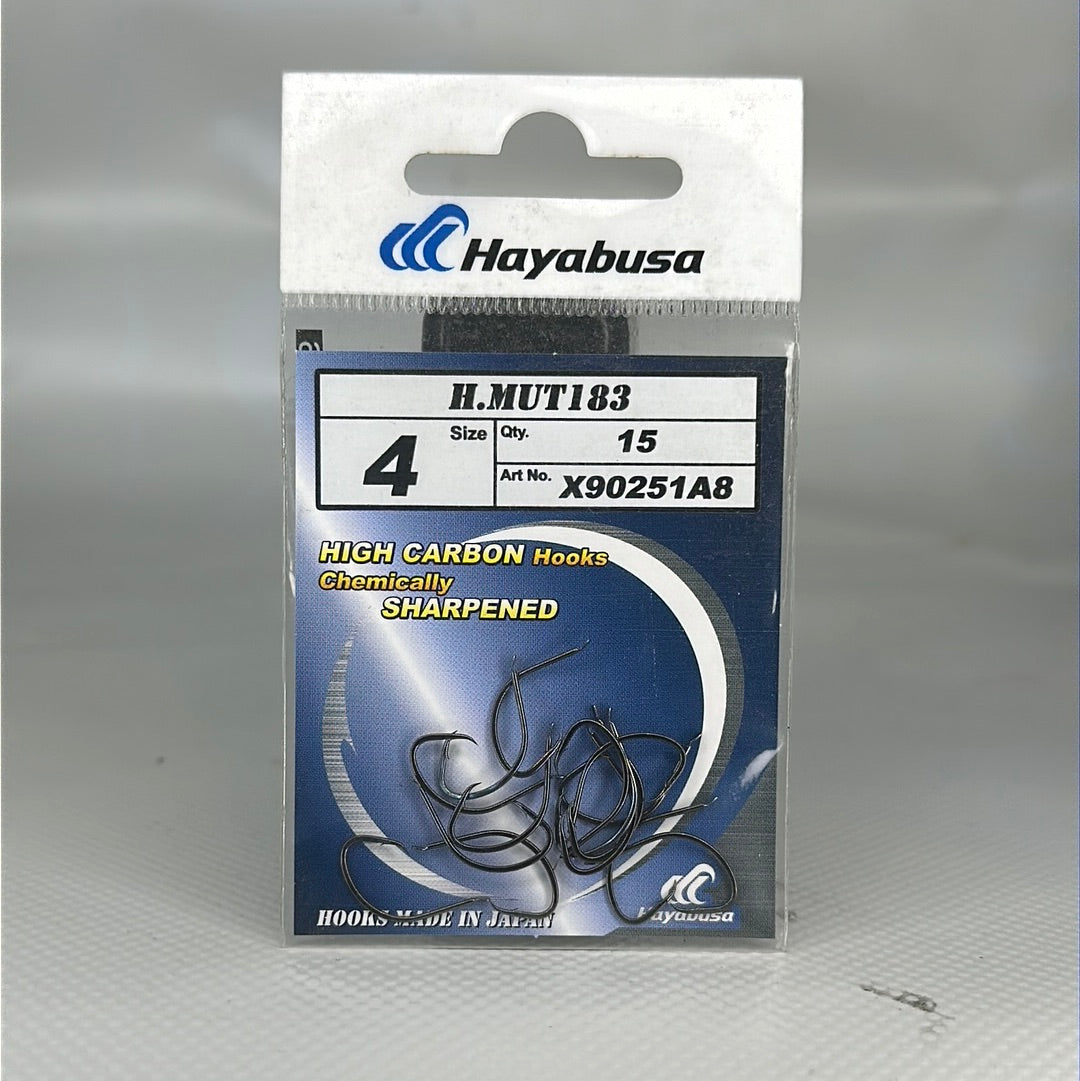 Hayabusa
H.MUT183
Size
4
Qty.
15
Art No. X90251A8
HIGH CARBON Hooks
Chemically
SHARPENED
HOOKS MADE IN JAPAN
Hayabusa